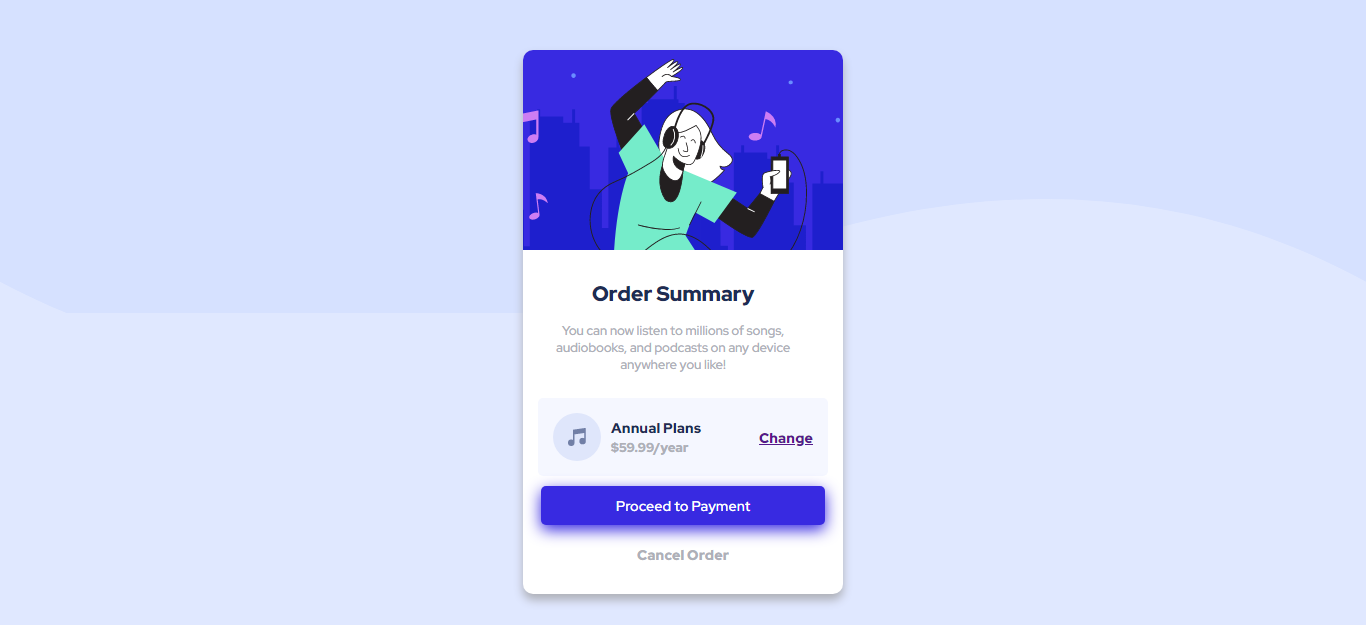 Order Summary
You can now listen to millions of songs,
audiobooks, and podcasts on any device
anywhere you like!
Annual Plans
$59.99/year
Change
Proceed to Payment
Cancel Order